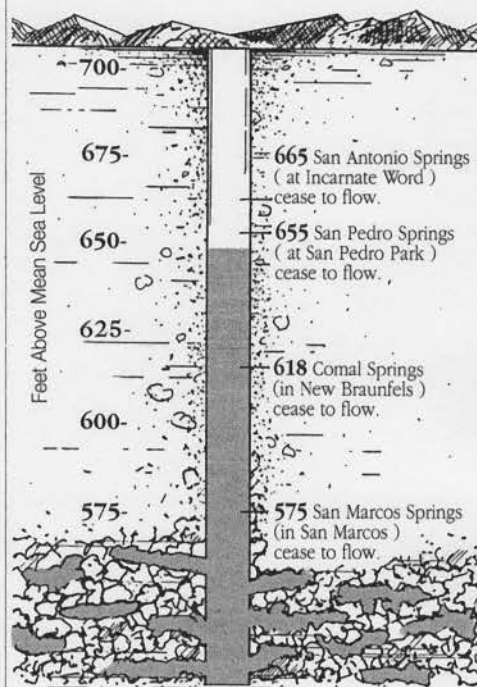 Feet Above Mean Sea Level
700-
675-
650-
625-
600-
575-
665 San Antonio Springs
( at Incarnate Word )
cease to flow.
655 San Pedro Springs
( at San Pedro Park )
cease to flow.
618 Comal Springs
(in New Braunfels )
cease to flow.
575 San Marcos Springs
(in San Marcos )
cease to flow.